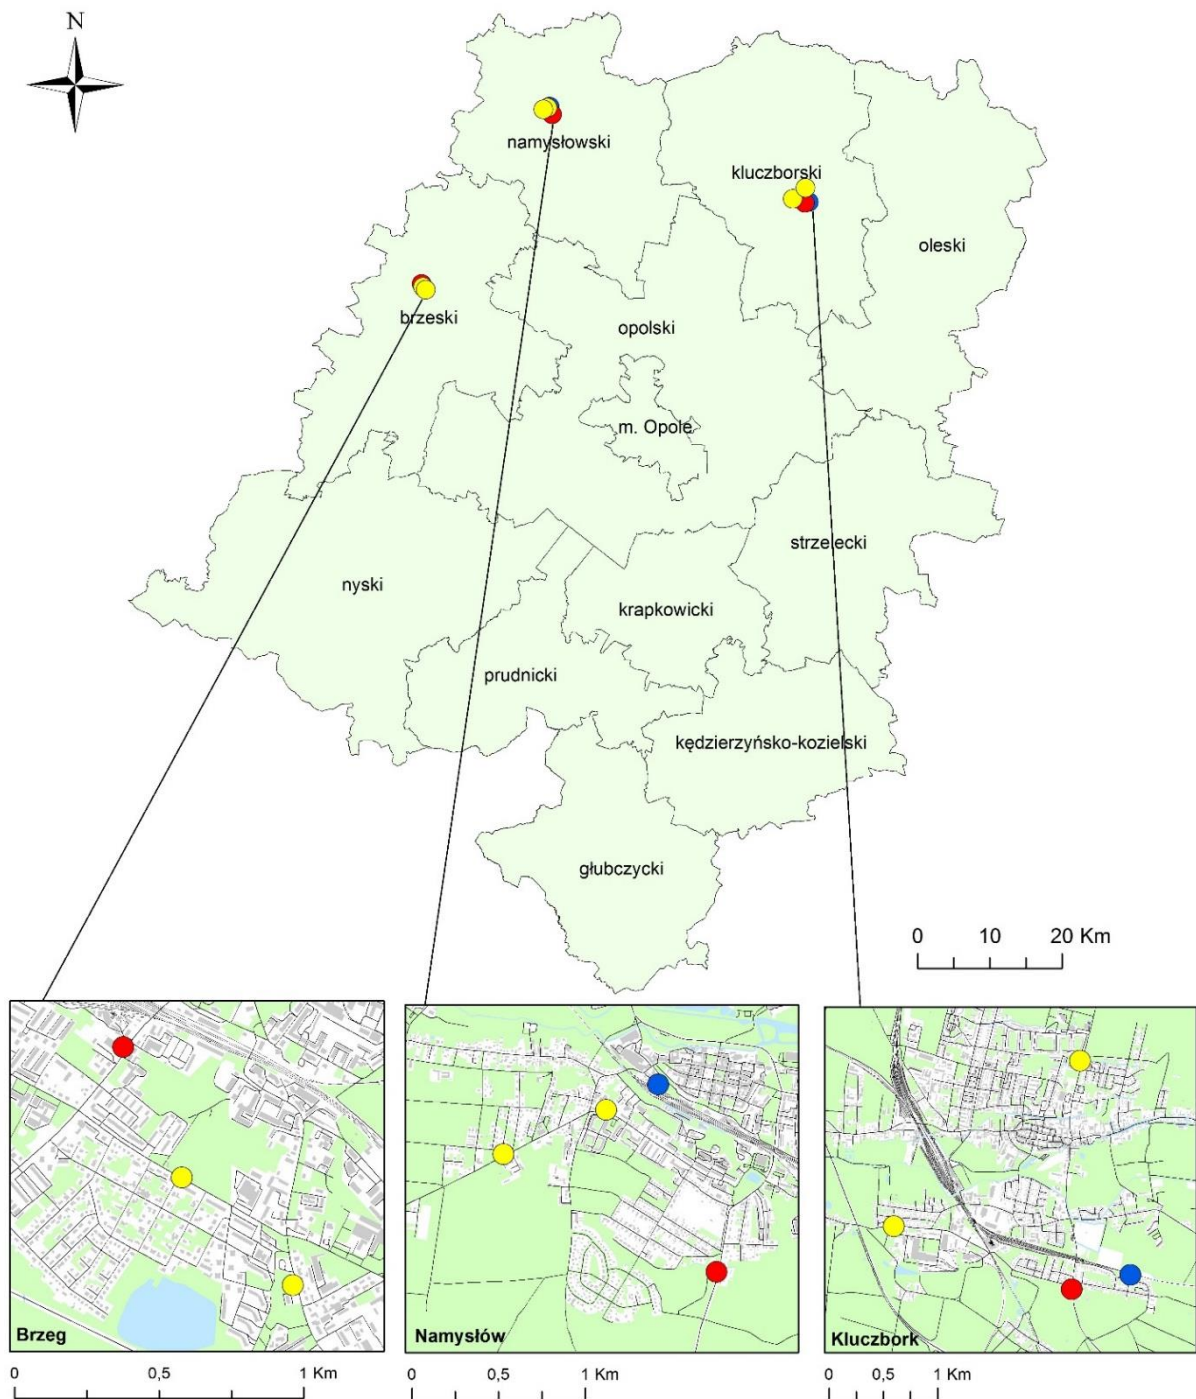 N
namysłowski
kluczborski
oleski
brzeski
opolski
m. Opole
strzelecki
nyski
krapkowicki
prudnicki
kędzierzyńsko-kozielski
głubczycki
0 10 20 Km
Brzeg
Namysłów
Kluczbork
0 0,5 1 Km
0 0,5 1 Km
0 0,5 1 Km